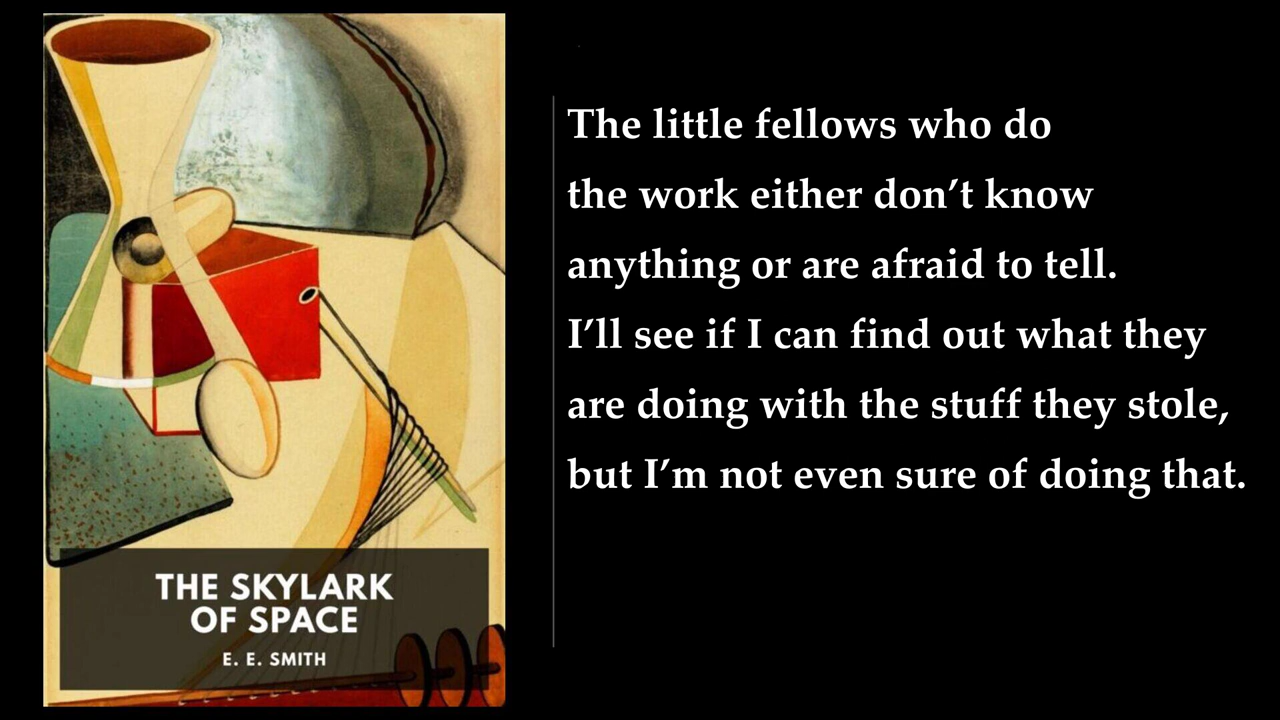 THE SKYLARK
OF SPACE
E. E. SMITH
The little fellows who do
the work either don’t know
anything or are afraid to tell.
I’ll see if I can find out what they
are doing with the stuff they stole,
but I’m not even sure of doing that.